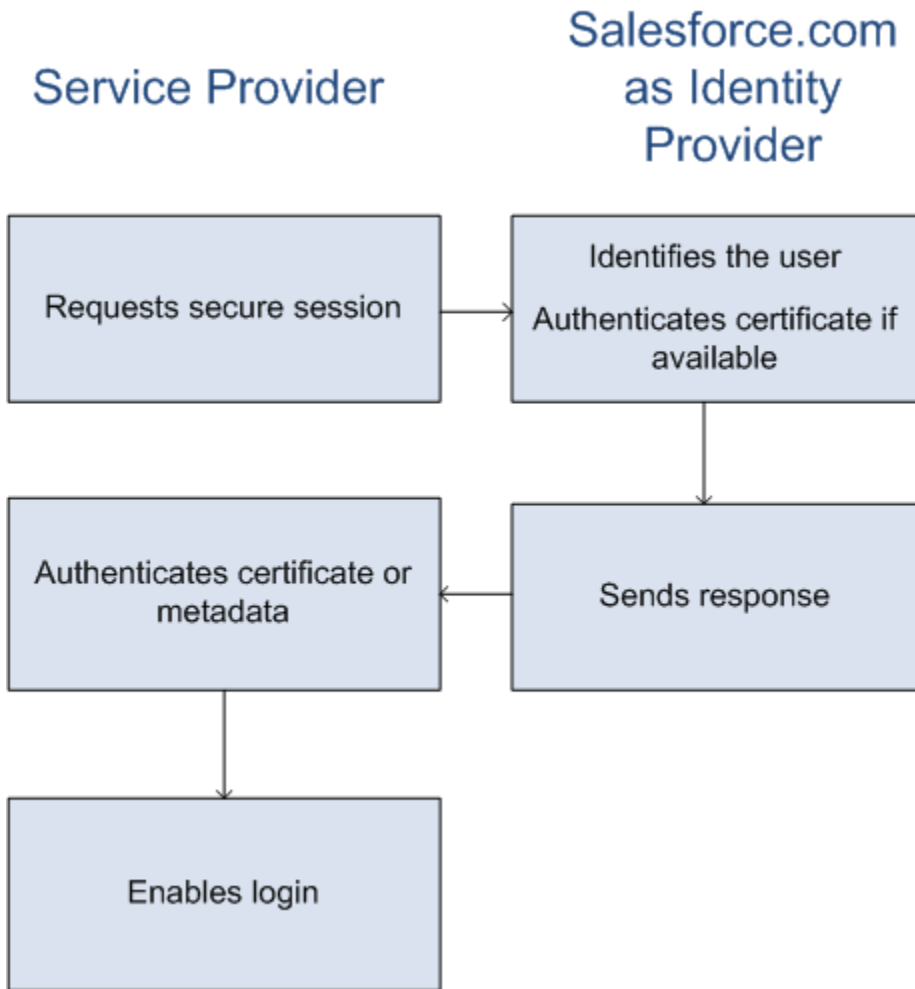 Service Provider
Salesforce.com
as Identity
Provider
Requests secure session
Identifies the user
Authenticates certificate if
available
Authenticates certificate or
metadata
Sends response
Enables login